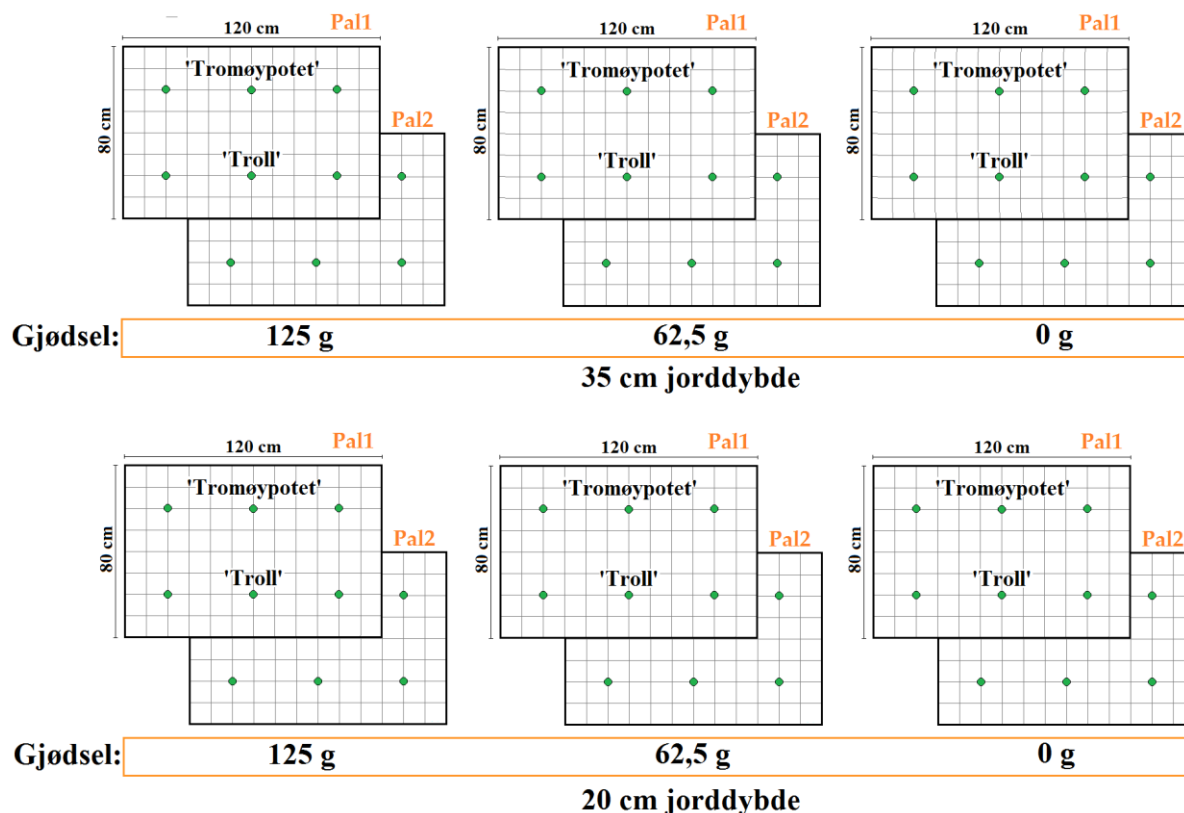 120 cm Pal1 120 cm Pal1 120 cm Pal1
'Tromøypotet' 'Tromøypotet' 'Tromøypotet'
80 cm Pal2 80 cm Pal2 80 cm Pal2
'Troll' 'Troll' 'Troll'
Gjødsel: 125 g 62,5 g 0 g
35 cm jorddybde
120 cm Pal1 120 cm Pal1 120 cm Pal1
'Tromøypotet' 'Tromøypotet' 'Tromøypotet'
80 cm Pal2 80 cm Pal2 80 cm Pal2
'Troll' 'Troll' 'Troll'
Gjødsel: 125 g 62,5 g 0 g
20 cm jorddybde